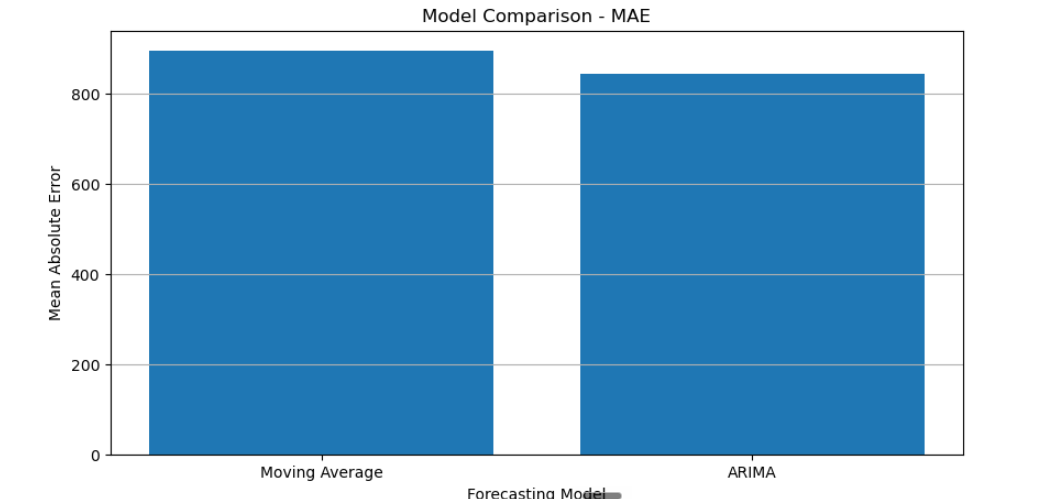 Model Comparison - MAE
Mean Absolute Error
800
600
400
200
0
Moving Average
ARIMA
Forecasting Model